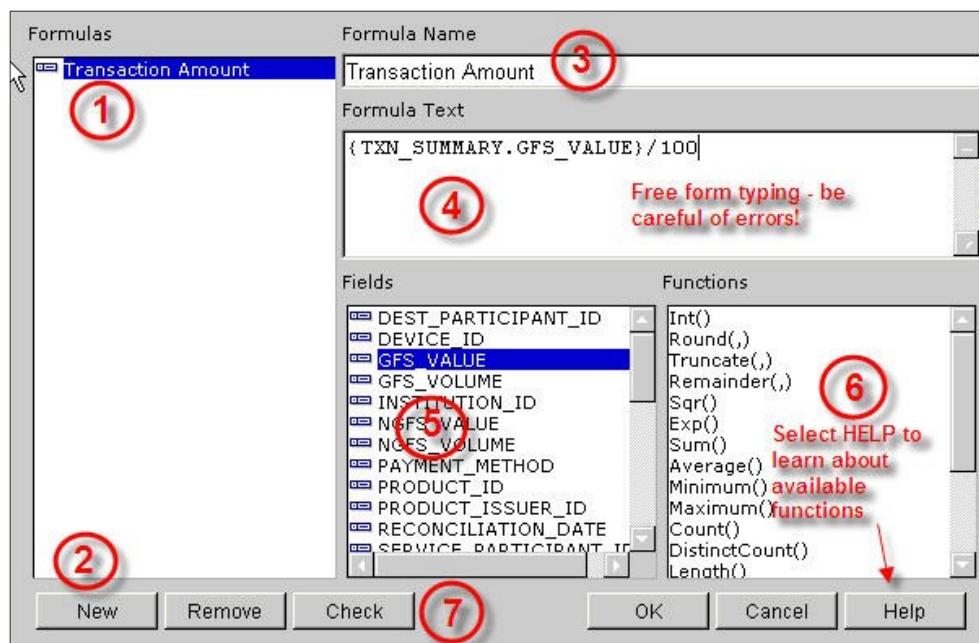 Formulas
Transaction Amount
1
Formula Name
Transaction Amount
3
Formula Text
{TXN_SUMMARY.GFS_VALUE}/100
4
Free form typing - be
careful of errors!
Fields
DEST_PARTICIPANT_ID
DEVICE_ID
GFS_VALUE
GFS_VOLUME
INSTITUTION_ID
NGFS_VALUE
NGFS_VOLUME
PAYMENT_METHOD
PRODUCT_ID
PRODUCT_ISSUER_ID
RECONCILIATION_DATE
SERVICE_PARTICIPANT_ID
5
Functions
Int()
Round(,)
Truncate(,)
Remainder(,)
Sqr()
Exp()
Sum()
Average()
Minimum()
Maximum()
Count()
DistinctCount()
Length()
6
Select HELP to
learn about
available
functions
2
New
Remove
Check
7
OK
Cancel
Help